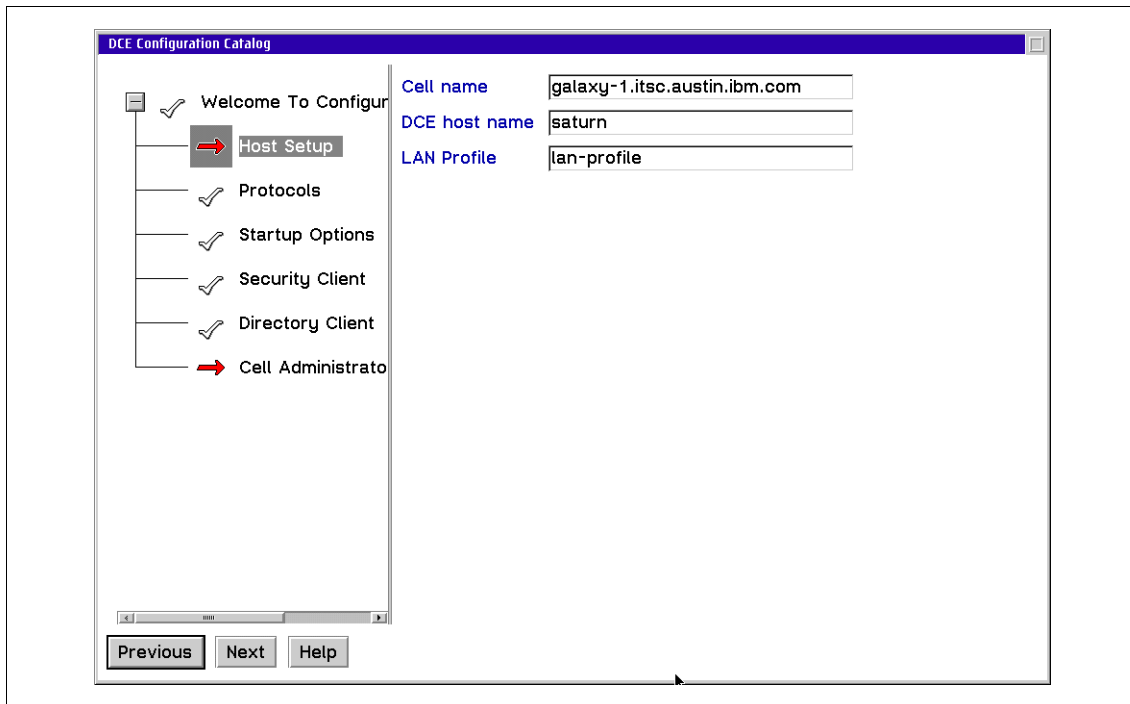 DCE Configuration Catalog
Welcome To Configur
Host Setup
Protocols
Startup Options
Security Client
Directory Client
Cell Administrato
Cell name galaxy-1.itsc.austin.ibm.com
DCE host name saturn
LAN Profile lan-profile
Previous Next Help